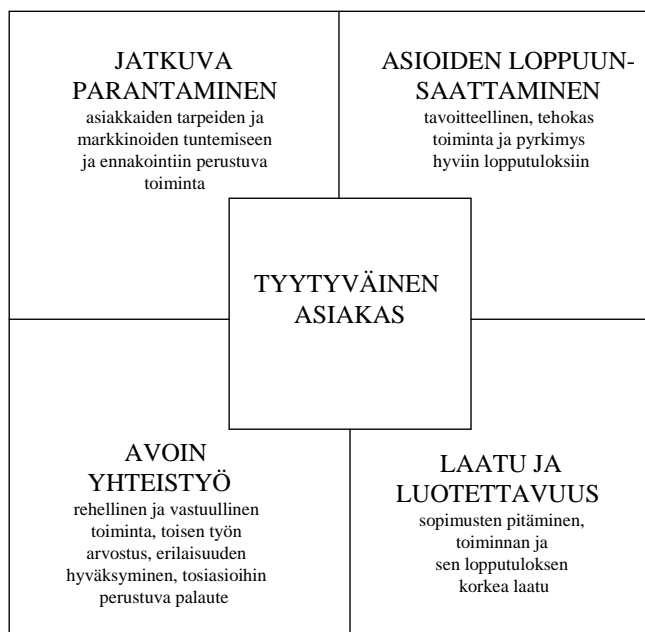 JATKUVA
PARANTAMINEN
asiakkaiden tarpeiden ja
markkinoiden tuntemiseen
ja ennakointiin perustuva
toiminta
ASIOIDEN LOPPUUN-
SAATTAMINEN
tavoitteellinen, tehokas
toiminta ja pyrkimys
hyviin lopputuloksiin
TYYTYVÄINEN
ASIAKAS
AVOIN
YHTEISTYÖ
rehellinen ja vastuullinen
toiminta, toisen työn
arvostus, erilaisuuden
hyväksyminen, tosiasioihin
perustuva palaute
LAATU JA
LUOTETTAVUUS
sopimusten pitäminen,
toiminnan ja
sen lopputuloksen
korkea laatu